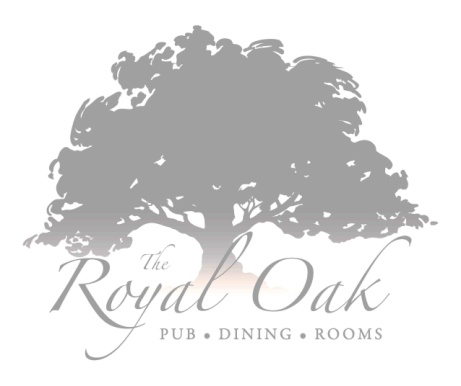 The
Royal Oak
PUB • DINING • ROOMS